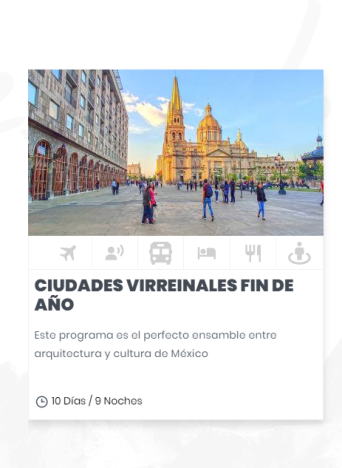 CIUDADES VIRREINALES FIN DE
AÑO
Este programa es el perfecto ensamble entre
arquitectura y cultura de México
10 Días / 9 Noches